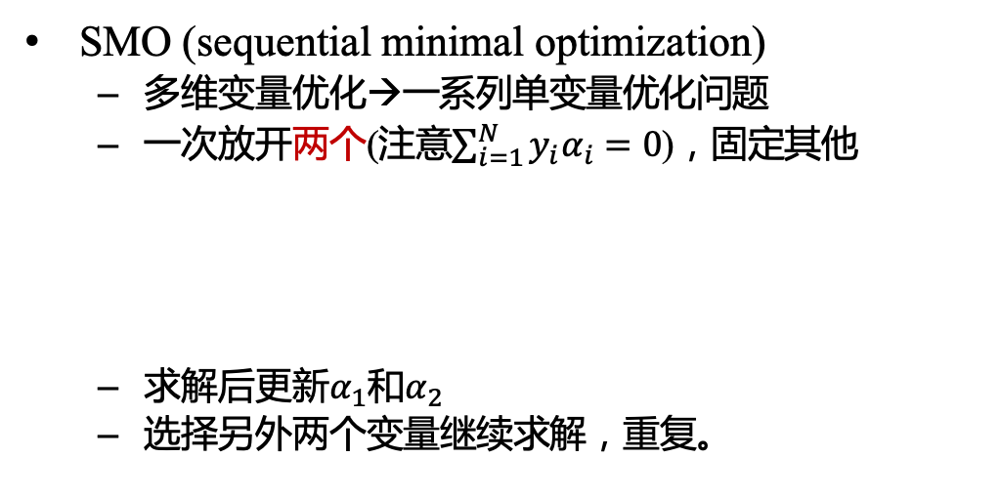 • SMO (sequential minimal optimization)
– 多维变量优化→一系列单变量优化问题
– 一次放开两个(注意∑_{i=1}^{N} y_i α_i = 0)，固定其他
– 求解后更新α₁和α₂
– 选择另外两个变量继续求解，重复。